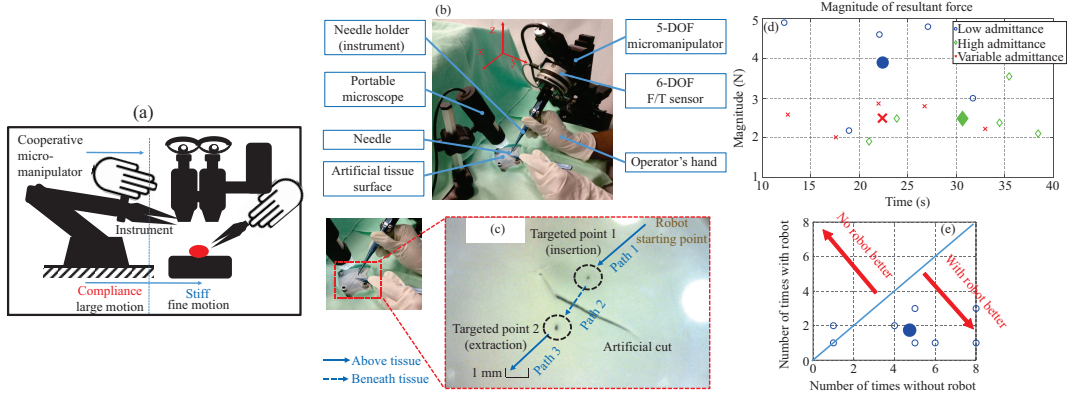 (a)
Cooperative
micro-
manipulator
Instrument
Compliance
large motion
Stiff
fine motion
(b)
Needle holder
(instrument)
Portable
microscope
Needle
Artificial tissue
surface
Z
5-DOF
micromanipulator
6-DOF
F/T sensor
Operator's hand
(c)
Targeted point 1
(insertion)
Robot
starting point
Path 1
Path 2
Targeted point 2
(extraction)
Path 3
Artificial cut
1 mm
Above tissue
Beneath tissue
Magnitude of resultant force
(d)
Low admittance
High admittance
Variable admittance
Magnitude (N)
5
4
3
2
1
10 15 20 25 30 35 40
Time (s)
(e)
No robot better
With robot better
Number of times with robot
8
6
4
2
0
0 2 4 6 8
Number of times without robot